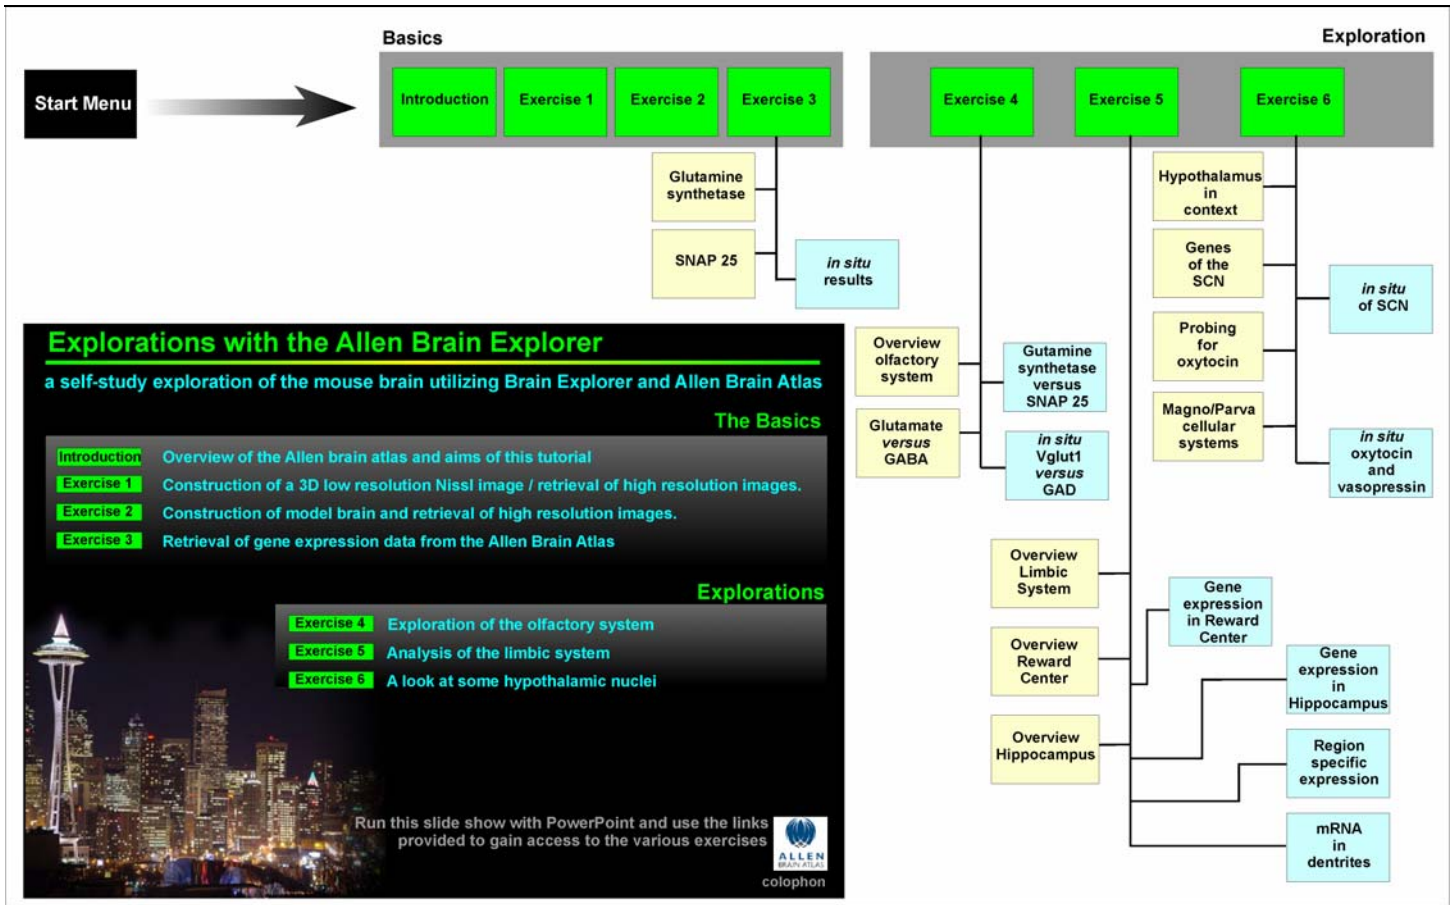 Basics
Exploration
Start Menu
Introduction
Exercise 1
Exercise 2
Exercise 3
Exercise 4
Exercise 5
Exercise 6
Glutamine
synthetase
SNAP 25
in situ
results
Overview
olfactory
system
Glutamate
versus
GABA
Gutamine
synthetase
versus
SNAP 25
in situ
Vglut1
versus
GAD
Hypothalamus
in
context
Genes
of the
SCN
Probing
for
oxytocin
Magno/Parva
cellular
systems
in situ
of SCN
in situ
oxytocin
and
vasopressin
Overview
Limbic
System
Overview
Reward
Center
Overview
Hippocampus
Gene
expression
in Reward
Center
Gene
expression
in
Hippocampus
Region
specific
expression
mRNA
in
dentrites
Explorations with the Allen Brain Explorer
a self-study exploration of the mouse brain utilizing Brain Explorer and Allen Brain Atlas
The Basics
Introduction Overview of the Allen brain atlas and aims of this tutorial
Exercise 1 Construction of a 3D low resolution Nissl image / retrieval of high resolution images.
Exercise 2 Construction of model brain and retrieval of high resolution images.
Exercise 3 Retrieval of gene expression data from the Allen Brain Atlas
Explorations
Exercise 4 Exploration of the olfactory system
Exercise 5 Analysis of the limbic system
Exercise 6 A look at some hypothalamic nuclei
Run this slide show with PowerPoint and use the links
provided to gain access to the various exercises
ALLEN
BRAIN ATLAS
colophon